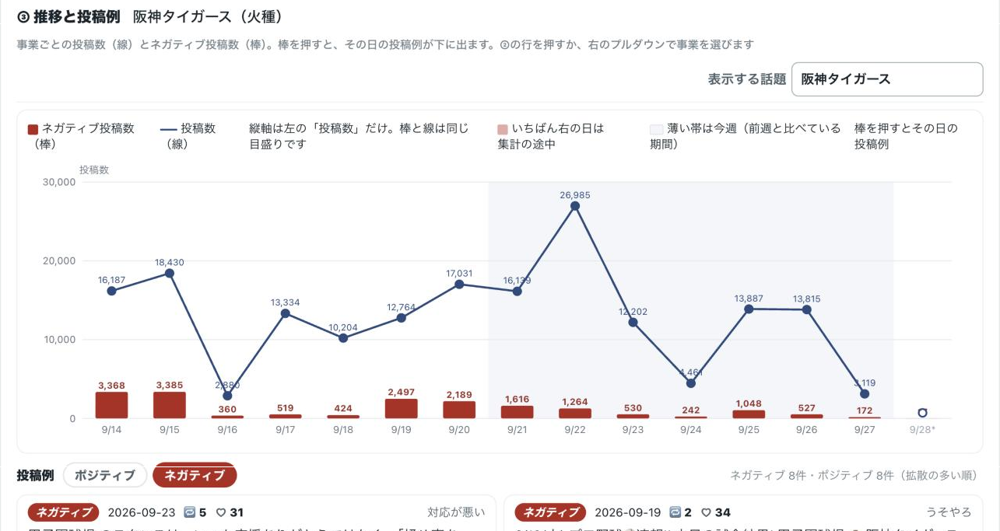 ③ 推移と投稿例 阪神タイガース（火種）
事業ごとの投稿数（線）とネガティブ投稿数（棒）。棒を押すと、その日の投稿例が下に出ます。②の行を押すか、右のプルダウンで事業を選びます
表示する話題 阪神タイガース
ネガティブ投稿数（棒）
投稿数（線）
縦軸は左の「投稿数」だけ。棒と線は同じ目盛りです
いちばん右の日は集計の途中
薄い帯は今週（前週と比べている期間）
棒を押すとその日の投稿例
投稿数
30,000
20,000
10,000
0
16,187 18,430 2,880 13,334 10,204 12,764 17,031 16,139 26,985 12,202 4,461 13,887 13,815 3,119
3,368 3,385 360 519 424 2,497 2,189 1,616 1,264 530 242 1,048 527 172
9/14 9/15 9/16 9/17 9/18 9/19 9/20 9/21 9/22 9/23 9/24 9/25 9/26 9/27 9/28*
投稿例 ポジティブ ネガティブ
ネガティブ 8件・ポジティブ 8件（拡散の多い順）
ネガティブ 2026-09-23 5 31 対応が悪い
ネガティブ 2026-09-19 2 34 うそやろ